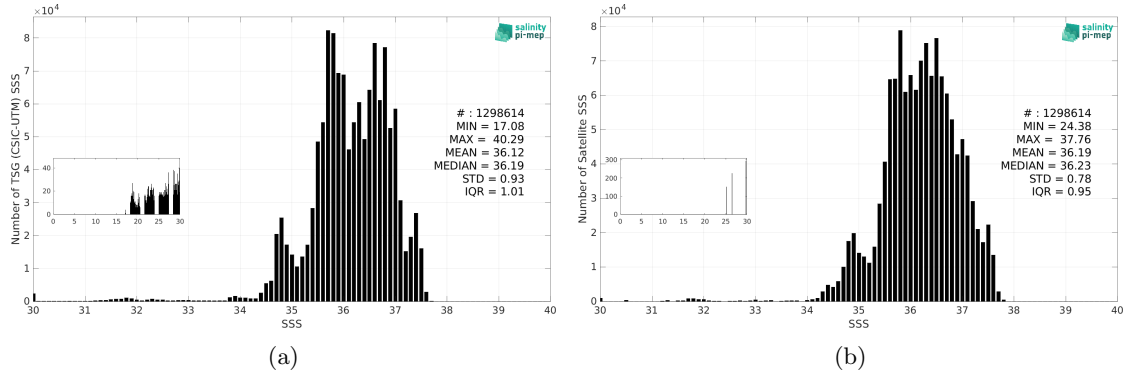 ×10⁴
salinity
pi-mep
Number of TSG (CSIC-UTM) SSS
# : 1298614
MIN = 17.08
MAX = 40.29
MEAN = 36.12
MEDIAN = 36.19
STD = 0.93
IQR = 1.01
9
8
7
6
5
4
3
2
1
0
40
20
0
0 5 10 15 20 25 30
30 31 32 33 34 35 36 37 38 39 40
SSS
(a)
×10⁴
salinity
pi-mep
Number of Satellite SSS
# : 1298614
MIN = 24.38
MAX = 37.76
MEAN = 36.19
MEDIAN = 36.23
STD = 0.78
IQR = 0.95
8
7
6
5
4
3
2
1
0
300
200
100
0
0 5 10 15 20 25 30
30 31 32 33 34 35 36 37 38 39 40
SSS
(b)